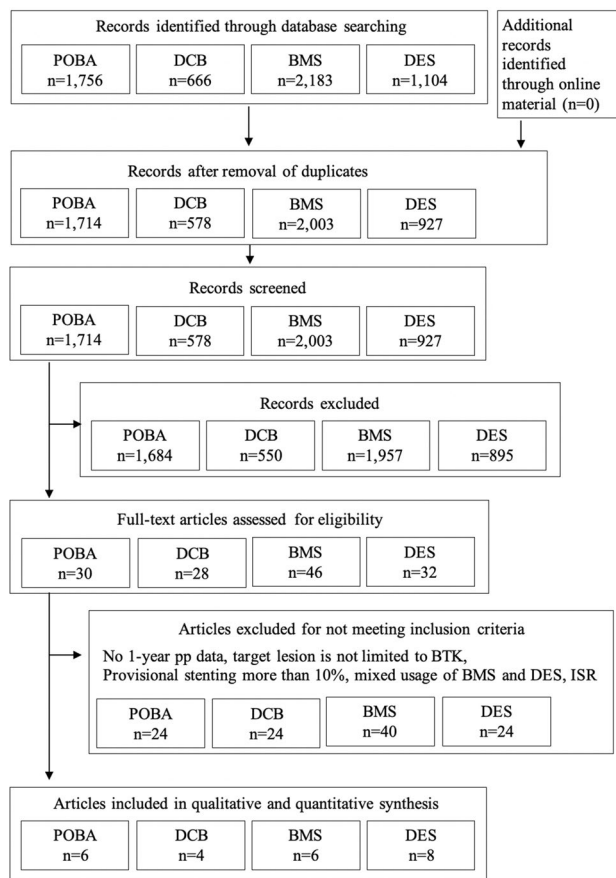 Records identified through database searching
POBA DCB BMS DES
n=1,756 n=666 n=2,183 n=1,104
Additional
records
identified
through online
material (n=0)
Records after removal of duplicates
POBA DCB BMS DES
n=1,714 n=578 n=2,003 n=927
Records screened
POBA DCB BMS DES
n=1,714 n=578 n=2,003 n=927
Records excluded
POBA DCB BMS DES
n=1,684 n=550 n=1,957 n=895
Full-text articles assessed for eligibility
POBA DCB BMS DES
n=30 n=28 n=46 n=32
Articles excluded for not meeting inclusion criteria
No 1-year pp data, target lesion is not limited to BTK,
Provisional stenting more than 10%, mixed usage of BMS and DES, ISR
POBA DCB BMS DES
n=24 n=24 n=40 n=24
Articles included in qualitative and quantitative synthesis
POBA DCB BMS DES
n=6 n=4 n=6 n=8